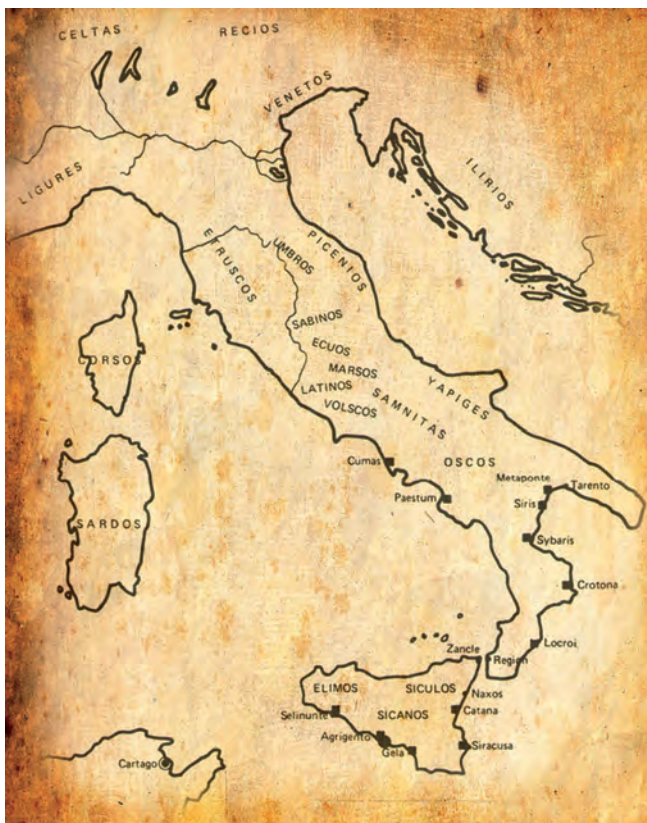 CELTAS
RECIOS
VENETOS
ILIRIOS
LIGURES
ETRUSCOS
UMBROS
PICENTOS
SABINOS
CORSOS
ECUOS
MARSOS
LATINOS
SAMNITAS
YAPIGES
VOLSCOS
Cumas
OSCOS
Metaponte
Tarento
Paestum
Siris
SARDOS
Sybaris
Crotona
Locroi
Zancle
Region
ELIMOS
SICULOS
Naxos
Selinunte
SICANOS
Catana
Agrigento
Siracusa
Gela
Cartago